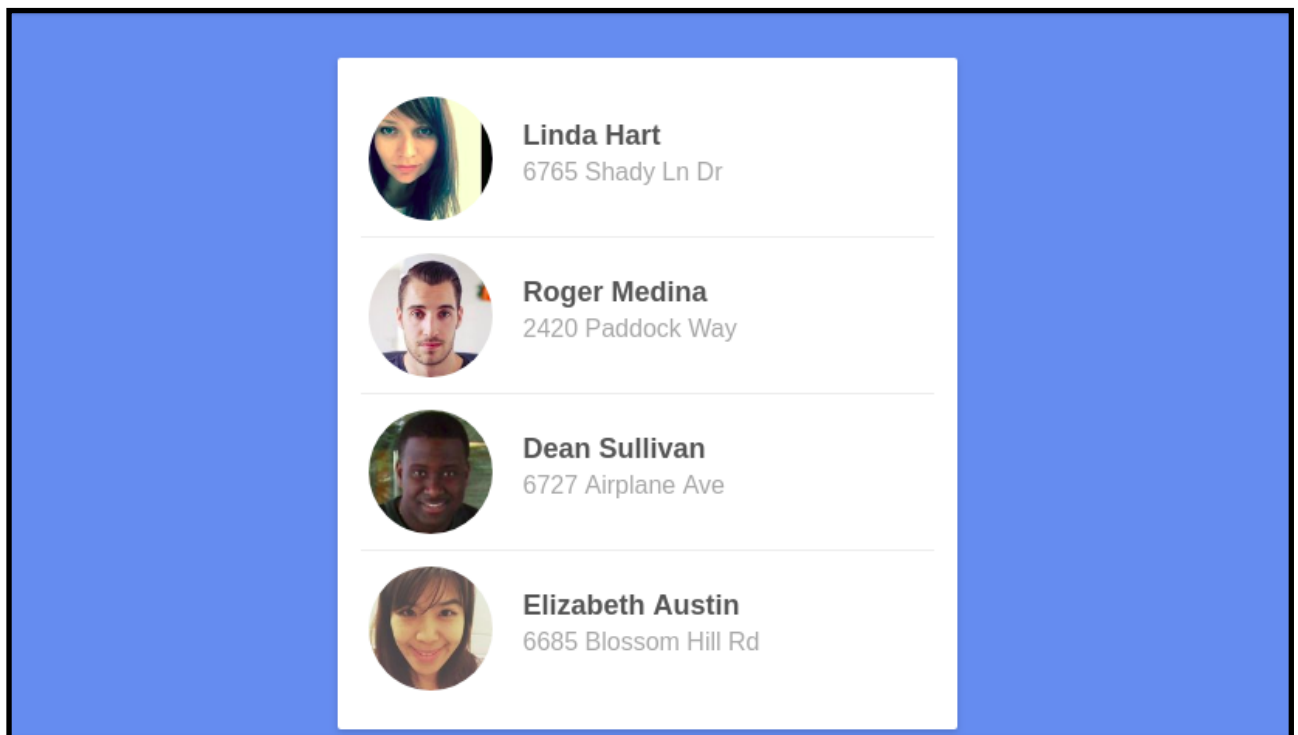 Linda Hart
6765 Shady Ln Dr
Roger Medina
2420 Paddock Way
Dean Sullivan
6727 Airplane Ave
Elizabeth Austin
6685 Blossom Hill Rd